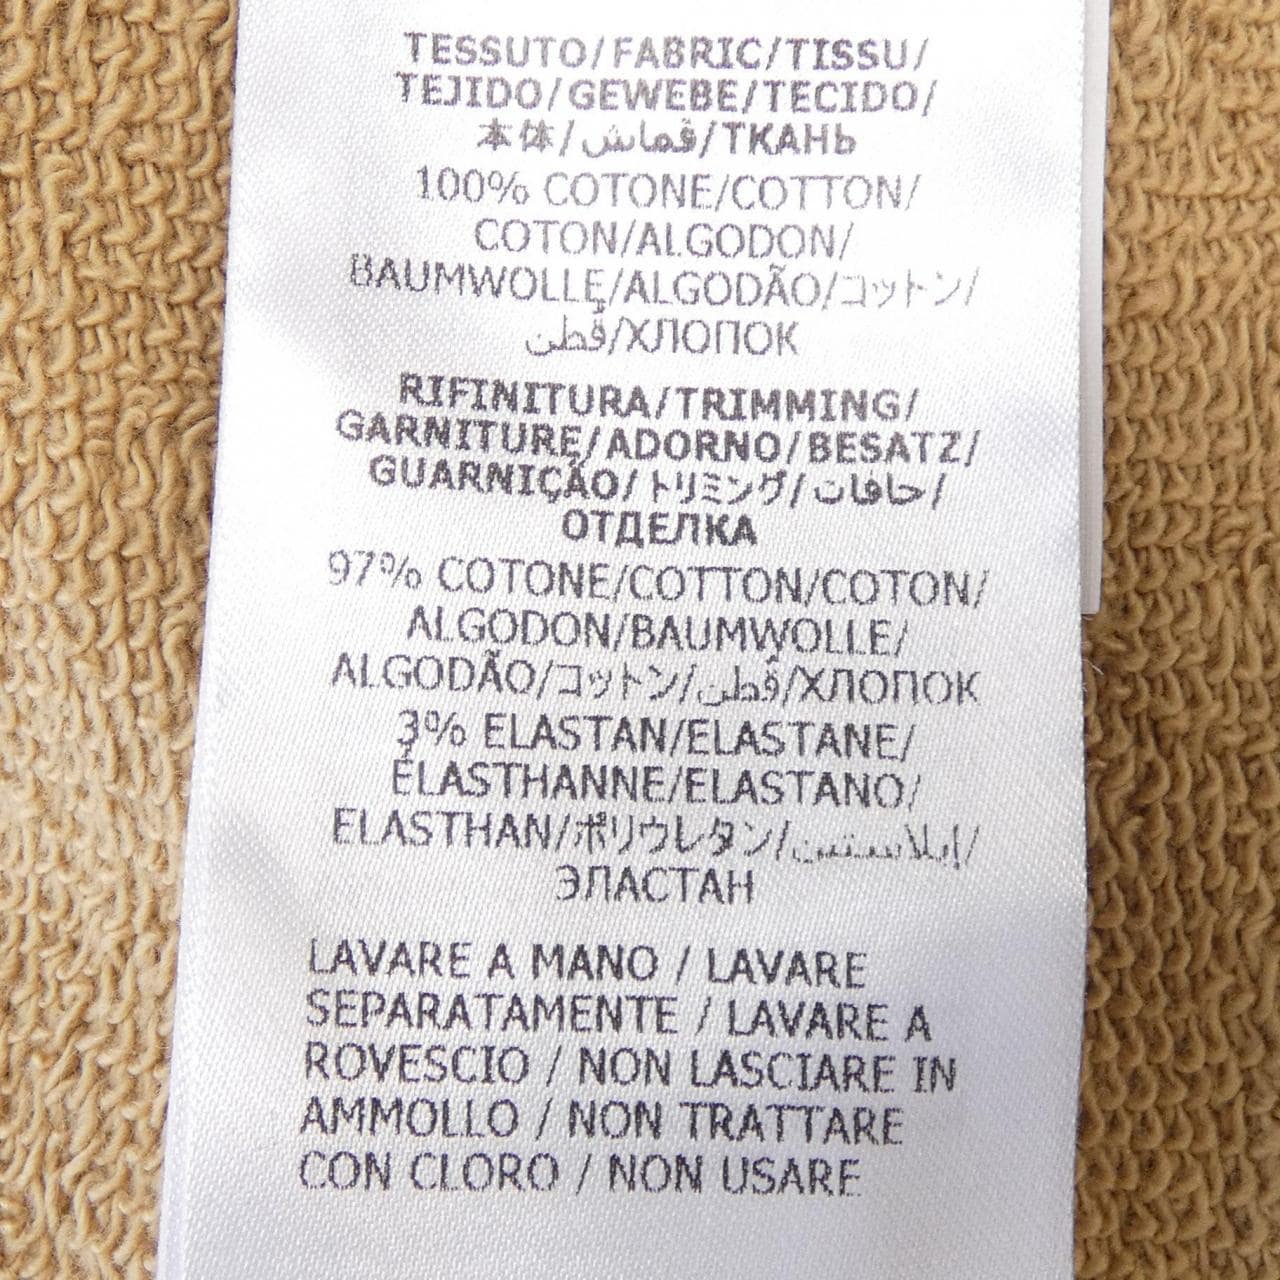 TESSUTO/FABRIC/TISSU/
TEJIDO/GEWEBE/TECIDO/
本体/قماش/ТКАНЬ
100% COTONE/COTTON/
COTON/ALGODON/
BAUMWOLLE/ALGODÃO/コットン/
قطن/ХЛОПОК
RIFINITURA/TRIMMING/
GARNITURE/ADORNO/BESATZ/
GUARNIÇÃO/トリミング/حافات/
ОТДЕЛКА
97% COTONE/COTTON/COTON/
ALGODON/BAUMWOLLE/
ALGODÃO/コットン/قطن/ХЛОПОК
3% ELASTAN/ELASTANE/
ÉLASTHANNE/ELASTANO/
ELASTHAN/ポリウレタン/إيلاستين/
ЭЛАСТАН
LAVARE A MANO / LAVARE
SEPARATAMENTE / LAVARE A
ROVESCIO / NON LASCIARE IN
AMMOLLO / NON TRATTARE
CON CLORO / NON USARE